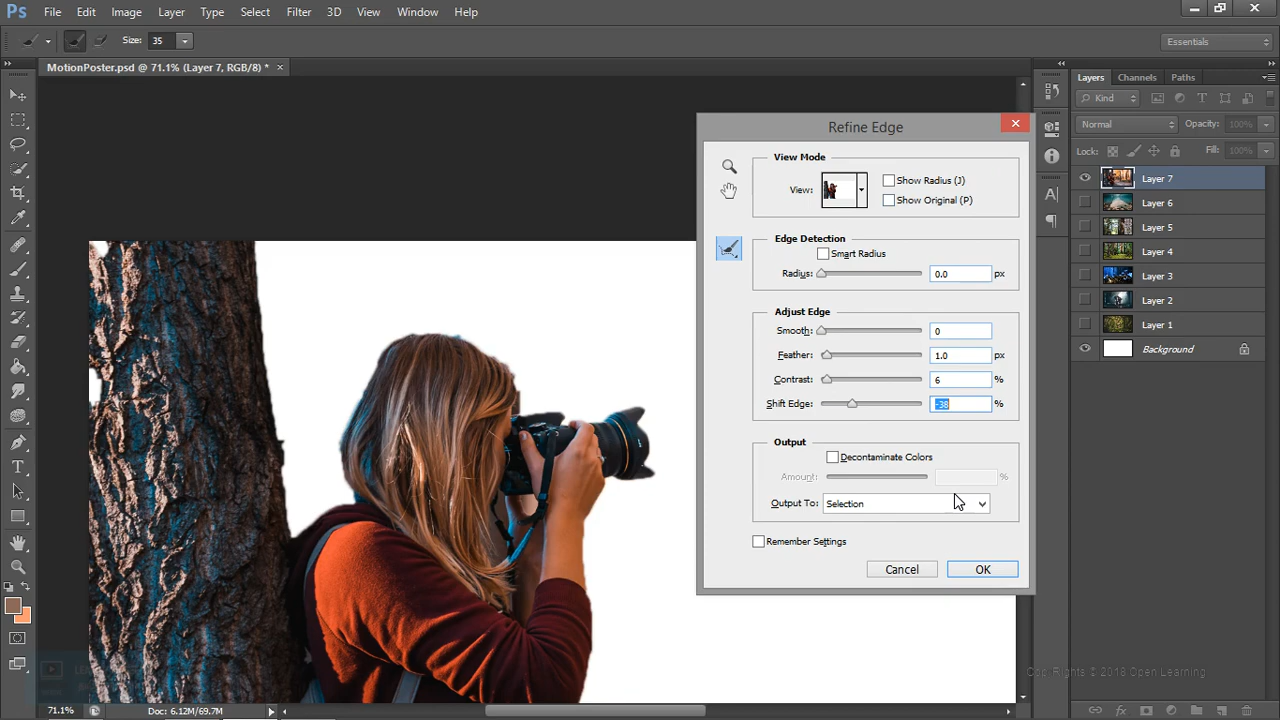 Ps File Edit Image Layer Type Select Filter 3D View Window Help
Size: 35 Essentials
MotionPoster.psd @ 71.1% (Layer 7, RGB/8) * ×
Layers Channels Paths
Kind
Normal Opacity: 100%
Lock: Fill: 100%
Layer 7
Layer 6
Layer 5
Layer 4
Layer 3
Layer 2
Layer 1
Background
Refine Edge
View Mode
View: Show Radius (J)
Show Original (P)
Edge Detection
Smart Radius
Radius: 0.0 px
Adjust Edge
Smooth: 0
Feather: 1.0 px
Contrast: 6 %
Shift Edge: -38 %
Output
Decontaminate Colors
Amount: %
Output To: Selection
Remember Settings
Cancel OK
Copy Rights © 2018 Open Learning
71.1% Doc: 6.12M/69.7M